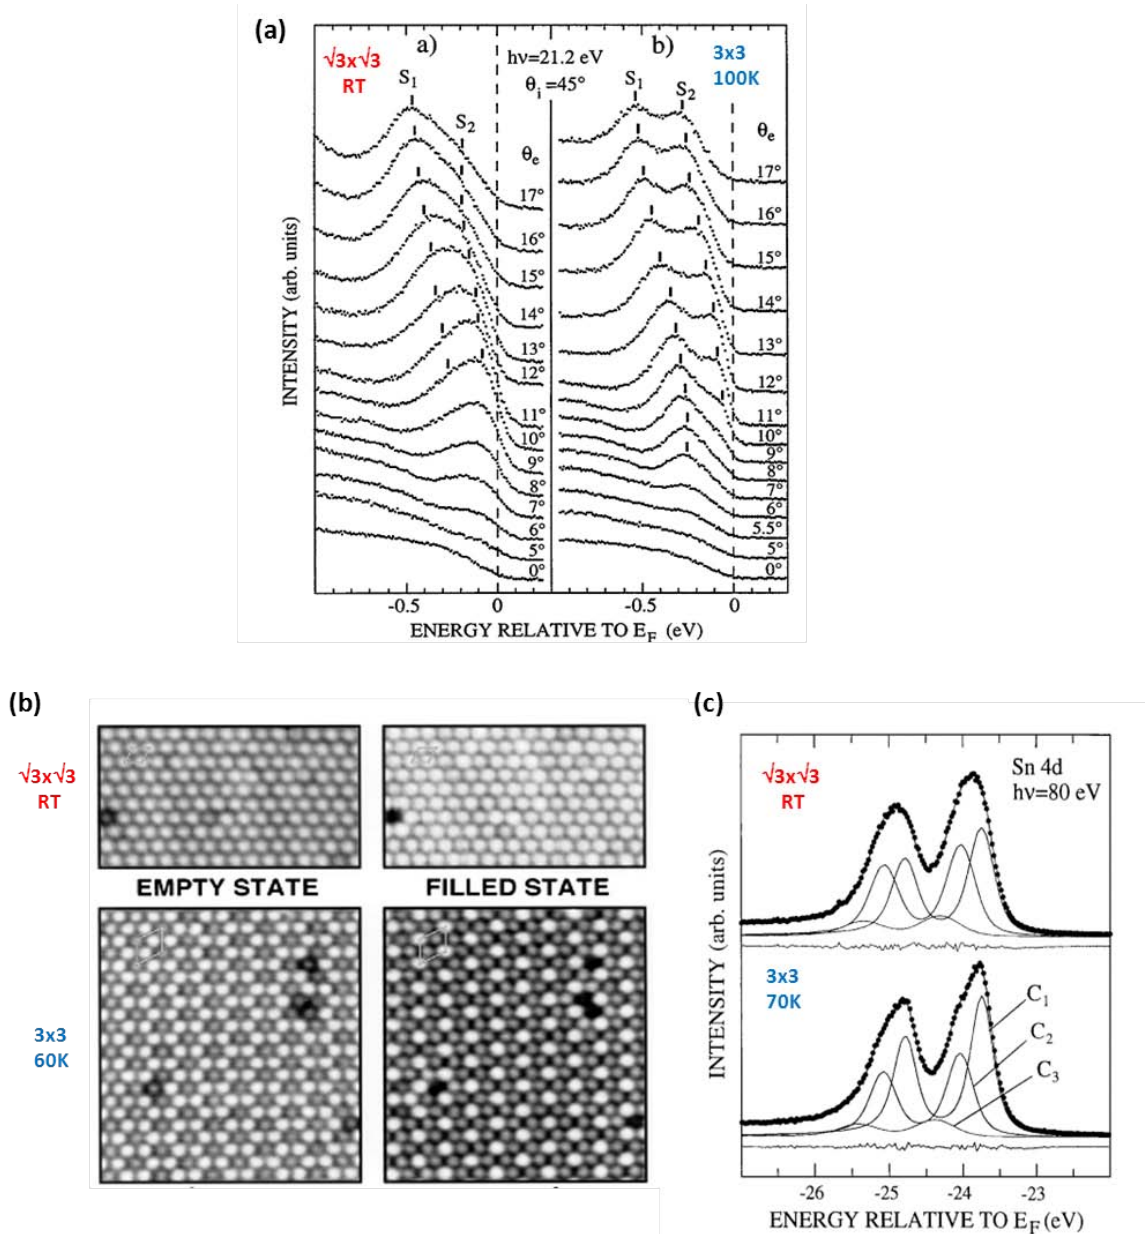 (a)
√3x√3
RT
a)
hν=21.2 eV
θi =45°
b)
3x3
100K
S1
S2
S1
S2
θe
θe
17°
16°
15°
14°
13°
12°
11°
10°
9°
8°
7°
6°
5°
0°
17°
16°
15°
14°
13°
12°
11°
10°
9°
8°
7°
6°
5.5°
5°
0°
INTENSITY (arb. units)
-0.5
0
-0.5
0
ENERGY RELATIVE TO EF (eV)
(b)
√3x√3
RT
EMPTY STATE
FILLED STATE
3x3
60K
(c)
√3x√3
RT
Sn 4d
hν=80 eV
3x3
70K
C1
C2
C3
INTENSITY (arb. units)
-26
-25
-24
-23
ENERGY RELATIVE TO EF (eV)